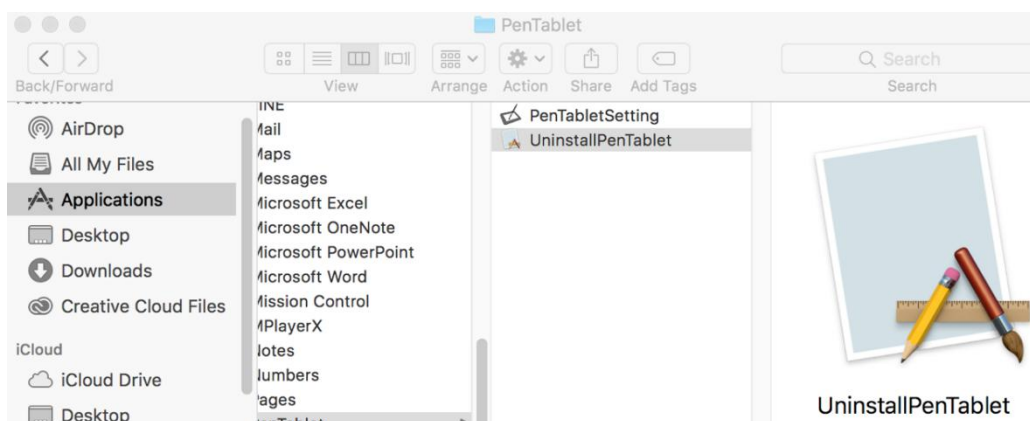 PenTablet
Search
Back/Forward
View
Arrange
Action
Share
Add Tags
Search
AirDrop
All My Files
Applications
Desktop
Downloads
Creative Cloud Files
iCloud
iCloud Drive
Desktop
Mail
Maps
Messages
Microsoft Excel
Microsoft OneNote
Microsoft PowerPoint
Microsoft Word
Mission Control
MPlayerX
Notes
Numbers
Pages
PenTabletSetting
UninstallPenTablet
UninstallPenTablet